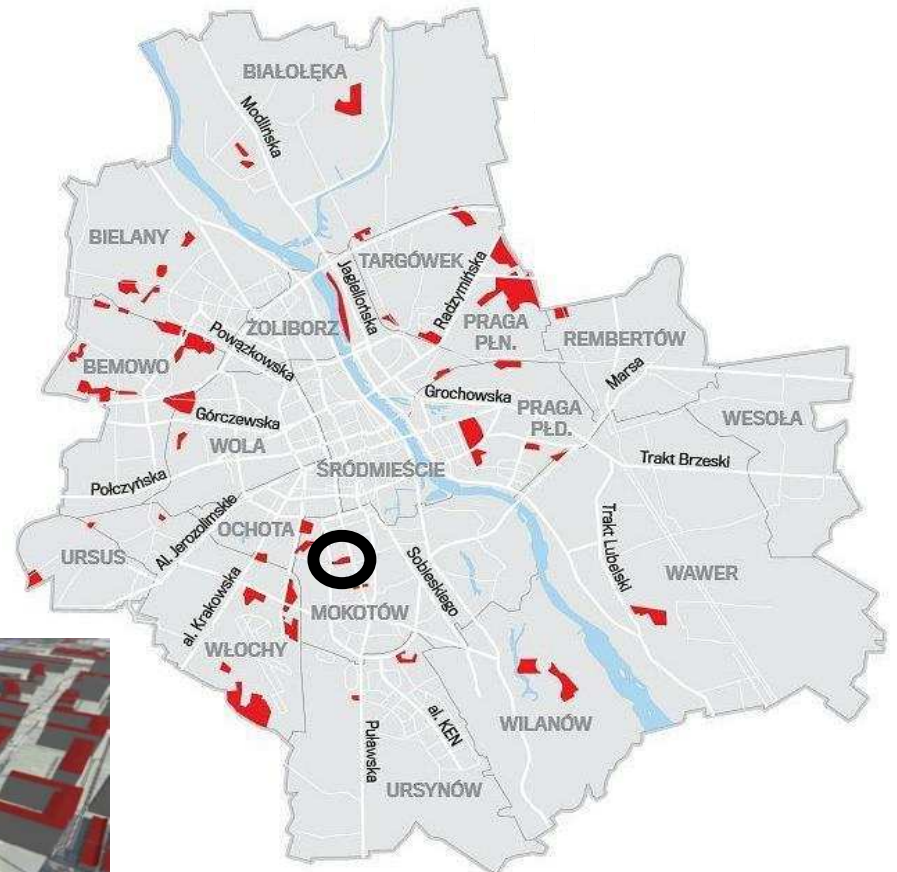 BIAŁOŁĘKA
Modlińska
BIELANY
TARGÓWEK
Jagiellońska
Radzymińska
ŻOLIBORZ
PRAGA
PŁN.
REMBERTÓW
Powązkowska
BEMOWO
Marsa
Grochowska
Górczewska
PRAGA
PŁD.
WESOŁA
WOLA
ŚRÓDMIEŚCIE
Trakt Brzeski
Połczyńska
Al. Jerozolimskie
OCHOTA
Trakt Lubelski
URSUS
Sobieskiego
WAWER
al. Krakowska
MOKOTÓW
WŁOCHY
WILANÓW
al. KEN
Puławska
URSYNÓW